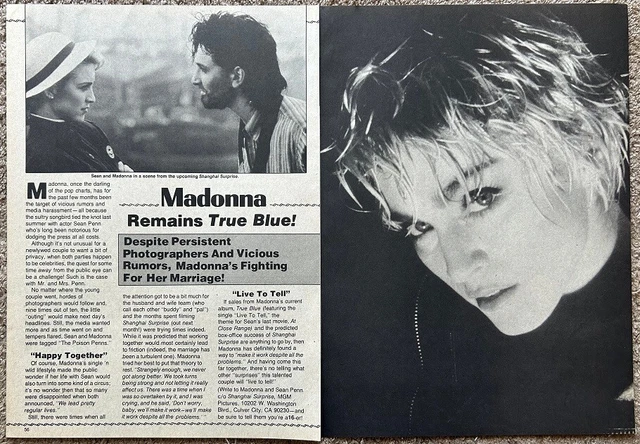 Sean and Madonna in a scene from the upcoming Shanghai Surprise.
Madonna
Remains True Blue!
Despite Persistent
Photographers And Vicious
Rumors, Madonna's Fighting
For Her Marriage!
Madonna, once the darling
of the pop charts, has for
the past few months been
the target of vicious rumors and
media harassment—all because
the sultry songbird tied the knot last
summer with actor Sean Penn
who's long been notorious for
dodging the press at all costs.
Although it's not unusual for a
newlywed couple to want a bit of
privacy, when both parties happen
to be celebrities, the quest for some
time away from the public eye can
be a challenge! Such is the case
with Mr. and Mrs. Penn.
No matter where the young
couple went, hordes of
photographers would follow and,
nine times out of ten, the little
"outing" would make next day's
headlines. Still, the media wanted
more and as time went on and
tempers flared, Sean and Madonna
were tagged "The Poison Penns."
"Happy Together"
Of course, Madonna's single 'n
wild lifestyle made the public
wonder if her life with Sean would
also turn into some kind of a circus;
it's no wonder then that so many
were disappointed when both
announced, "We lead pretty
regular lives."
Still, there were times when all
the attention got to be a bit much for
the husband and wife team (who
call each other "buddy" and "pal")
and the months spent filming
Shanghai Surprise (out next
month) were trying times indeed.
While it was predicted that working
together would most certainly lead
to friction (indeed, the marriage has
been a turbulent one), Madonna
tried her best to put that theory to
rest. "Strangely enough, we never
got along better. We took turns
being strong and not letting it really
affect us. There was a time when I
was so overtaken by it, and I was
crying, and he said, 'Don't worry,
baby, we'll make it work—we'll make
it work despite all the problems.'"
"Live To Tell"
If sales from Madonna's current
album, True Blue (featuring the
single "Live To Tell," the
theme for Sean's last movie, At
Close Range) and the predicted
box-office success of Shanghai
Surprise are anything to go by, then
Madonna has definitely found a
way to "make it work despite all the
problems." And having come this
far together, there's no telling what
other "surprises" this talented
couple will "live to tell!"
(Write to Madonna and Sean Penn
c/o Shanghai Surprise, MGM
Pictures, 10202 W. Washington
Blvd., Culver City, CA 90230—and
be sure to tell them you're a16-er!
56